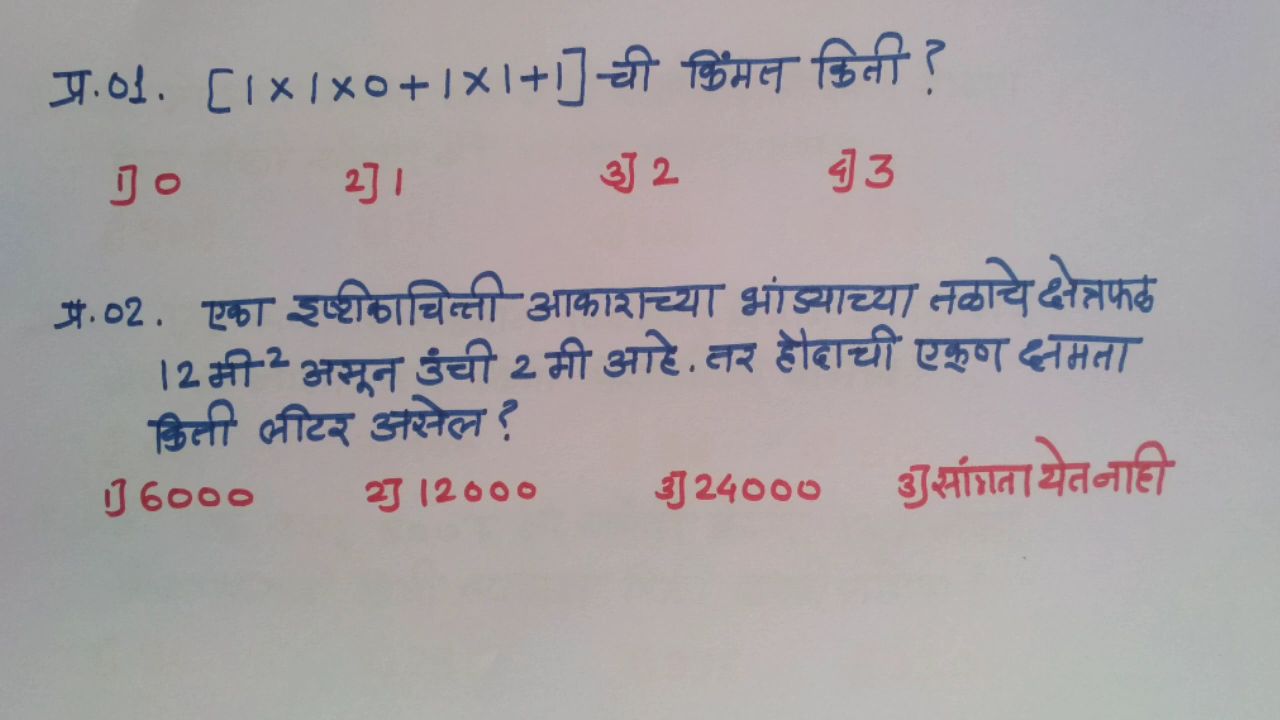 प्र.01. [1×1×0+1×1+1] ची किंमत किती?
1] 0 2] 1 3] 2 4] 3
प्र.02. एका इष्टीकाचित्ती आकाराच्या भांड्याच्या तळाचे क्षेत्रफळ
12 मी² असून उंची 2 मी आहे. तर हौदाची एकूण क्षमता
किती लीटर असेल?
1] 6000 2] 12000 3] 24000 3] सांगता येत नाही